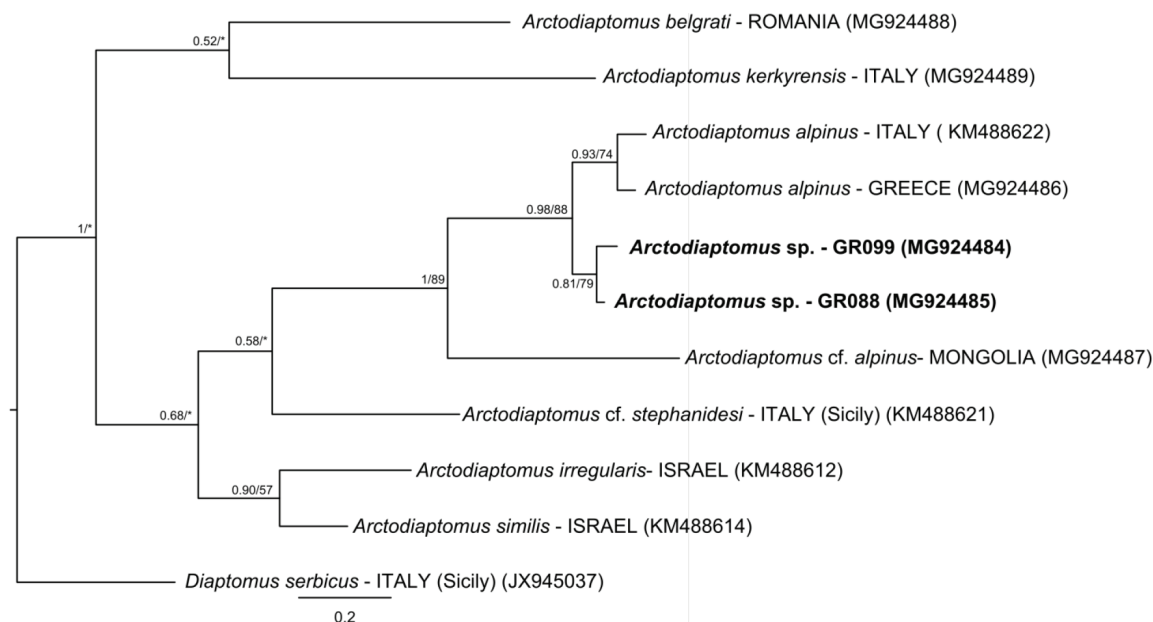 Arctodiaptomus belgrati - ROMANIA (MG924488)
0.52/*
Arctodiaptomus kerkyrensis - ITALY (MG924489)
Arctodiaptomus alpinus - ITALY ( KM488622)
0.93/74
Arctodiaptomus alpinus - GREECE (MG924486)
0.98/88
1/*
Arctodiaptomus sp. - GR099 (MG924484)
1/89
0.81/79
Arctodiaptomus sp. - GR088 (MG924485)
0.58/*
Arctodiaptomus cf. alpinus- MONGOLIA (MG924487)
0.68/*
Arctodiaptomus cf. stephanidesi - ITALY (Sicily) (KM488621)
Arctodiaptomus irregularis- ISRAEL (KM488612)
0.90/57
Arctodiaptomus similis - ISRAEL (KM488614)
Diaptomus serbicus - ITALY (Sicily) (JX945037)
0.2